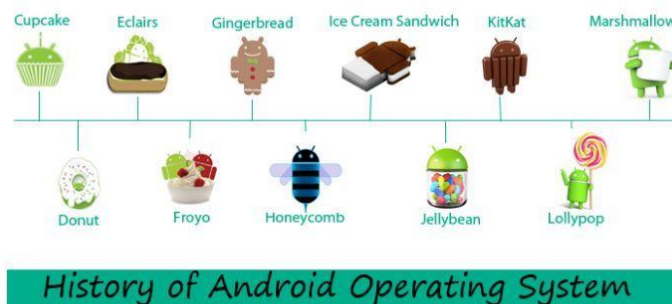 Cupcake
Eclairs
Gingerbread
Ice Cream Sandwich
KitKat
Marshmallow
Donut
Froyo
Honeycomb
Jellybean
Lollypop
History of Android Operating System